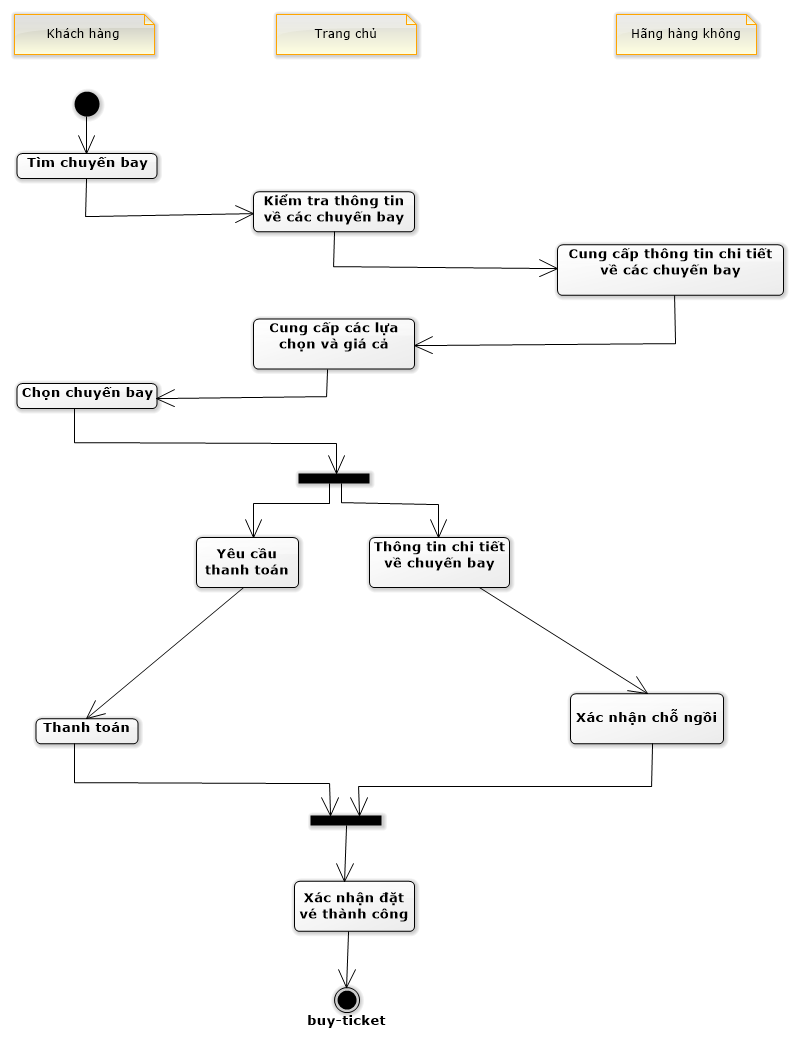 Khách hàng
Trang chủ
Hãng hàng không
Tìm chuyến bay
Kiểm tra thông tin
về các chuyến bay
Cung cấp thông tin chi tiết
về các chuyến bay
Cung cấp các lựa
chọn và giá cả
Chọn chuyến bay
Yêu cầu
thanh toán
Thông tin chi tiết
về chuyến bay
Thanh toán
Xác nhận chỗ ngồi
Xác nhận đặt
vé thành công
buy-ticket